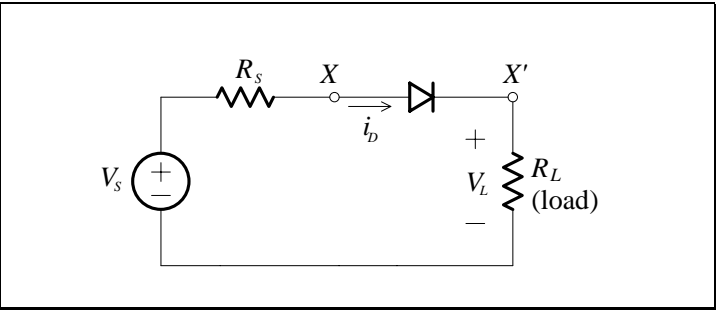 R_S X X'
i_D
+
V_S + − V_L R_L
(load)
−